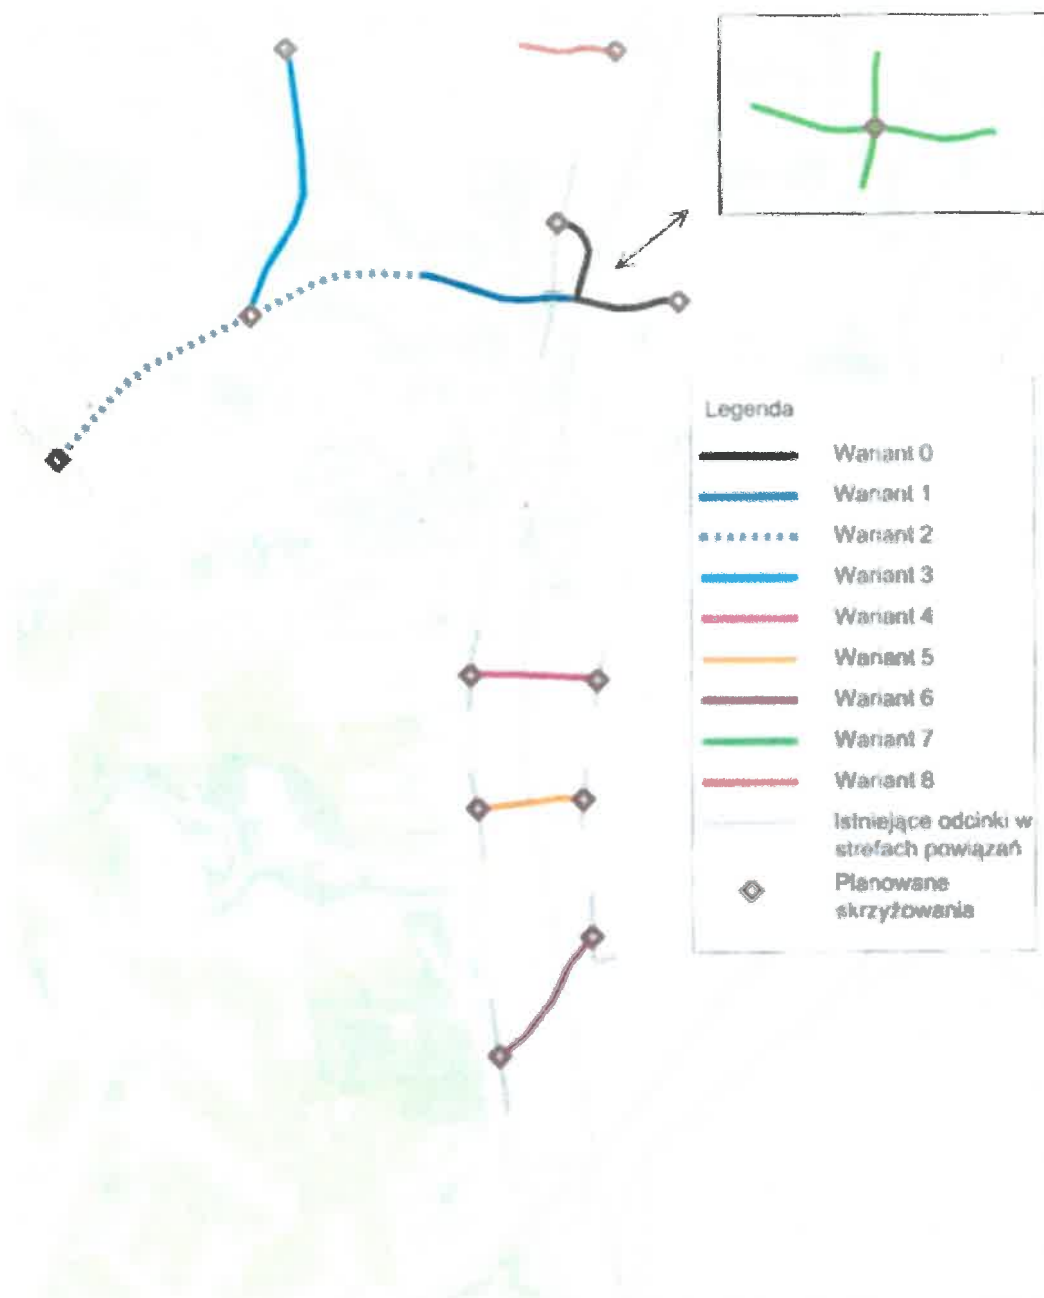 Legenda
Wariant 0
Wariant 1
Wariant 2
Wariant 3
Wariant 4
Wariant 5
Wariant 6
Wariant 7
Wariant 8
Istniejące odcinki w
strefach powiązań
Planowane
skrzyżowania